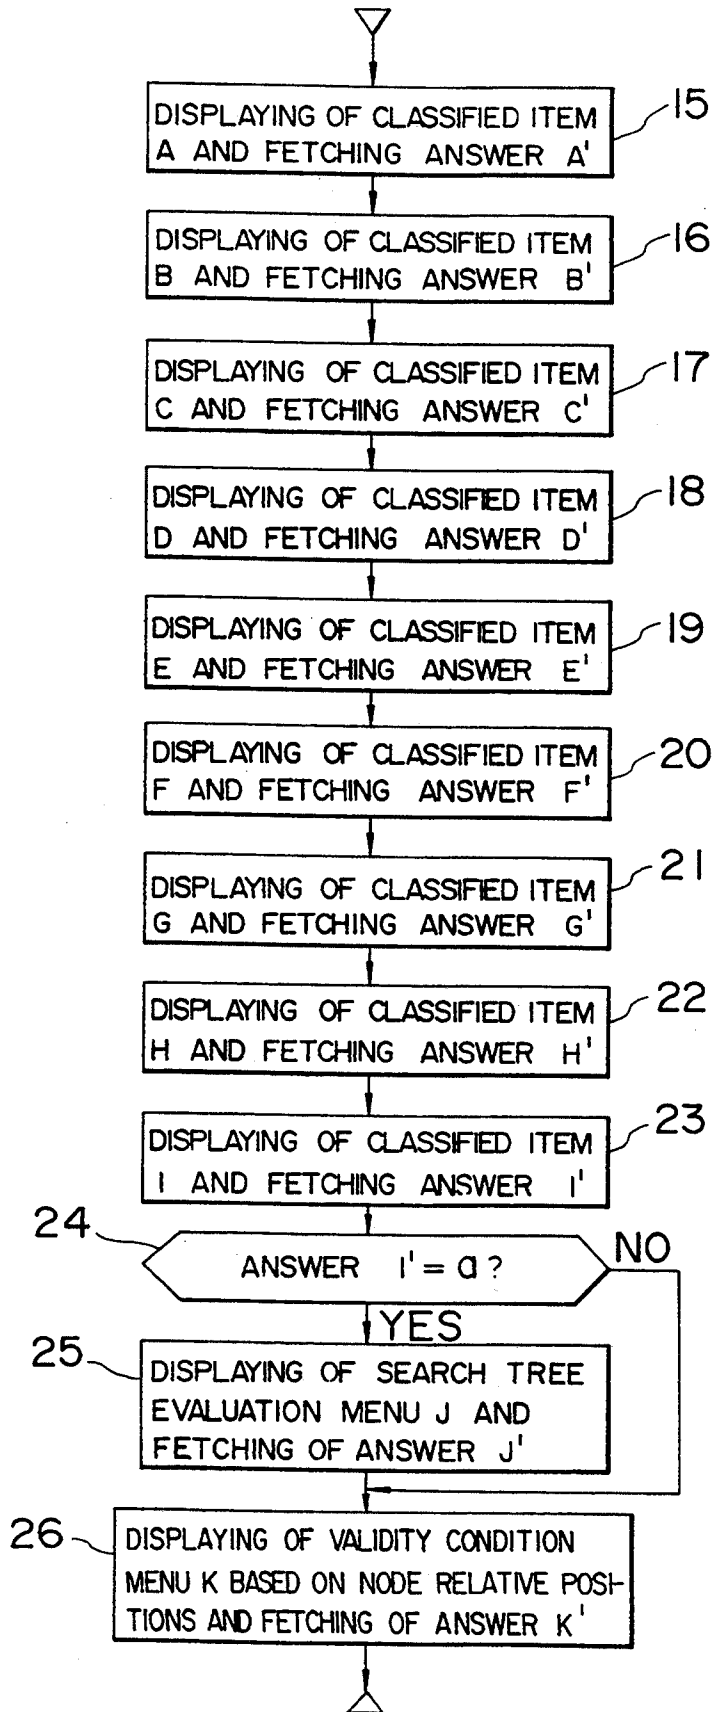 DISPLAYING OF CLASSIFIED ITEM
A AND FETCHING ANSWER A'
15
DISPLAYING OF CLASSIFIED ITEM
B AND FETCHING ANSWER B'
16
DISPLAYING OF CLASSIFIED ITEM
C AND FETCHING ANSWER C'
17
DISPLAYING OF CLASSIFIED ITEM
D AND FETCHING ANSWER D'
18
DISPLAYING OF CLASSIFIED ITEM
E AND FETCHING ANSWER E'
19
DISPLAYING OF CLASSIFIED ITEM
F AND FETCHING ANSWER F'
20
DISPLAYING OF CLASSIFIED ITEM
G AND FETCHING ANSWER G'
21
DISPLAYING OF CLASSIFIED ITEM
H AND FETCHING ANSWER H'
22
DISPLAYING OF CLASSIFIED ITEM
I AND FETCHING ANSWER I'
23
24
ANSWER I' = a ?
NO
YES
25
DISPLAYING OF SEARCH TREE
EVALUATION MENU J AND
FETCHING OF ANSWER J'
26
DISPLAYING OF VALIDITY CONDITION
MENU K BASED ON NODE RELATIVE POSI-
TIONS AND FETCHING OF ANSWER K'